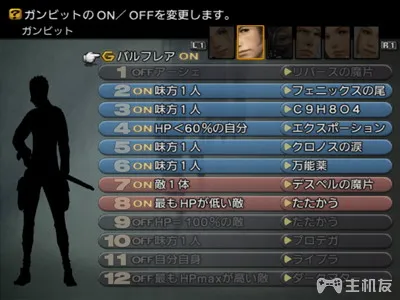 ガンビットのON／OFFを変更します。
ガンビット
L1 R1
G バルフレア ON
1 OFF アーシェ リバースの魔片
2 ON 味方1人 フェニックスの尾
3 ON 味方1人 C9H8O4
4 ON HP＜60％の自分 エクスポーション
5 ON 味方1人 クロノスの涙
6 ON 味方1人 万能薬
7 ON 敵1体 デスペルの魔片
8 ON 最もHPが低い敵 たたかう
9 OFF HP＝100％の敵 たたかう
10 OFF 味方1人 プロテガ
11 OFF 自分自身 ライブラ
12 OFF 最もHPmaxが高い敵
主机友